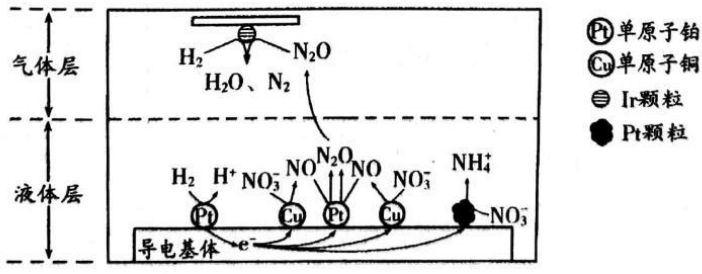 气体层
液体层
H₂
N₂O
H₂O、N₂
N₂O
H₂
H⁺
NO₃⁻
NO
NO
NO₃⁻
NH₄⁺
NO₃⁻
Pt
Cu
Pt
Cu
导电基体
e⁻
Pt 单原子铂
Cu 单原子铜
Ir颗粒
Pt颗粒